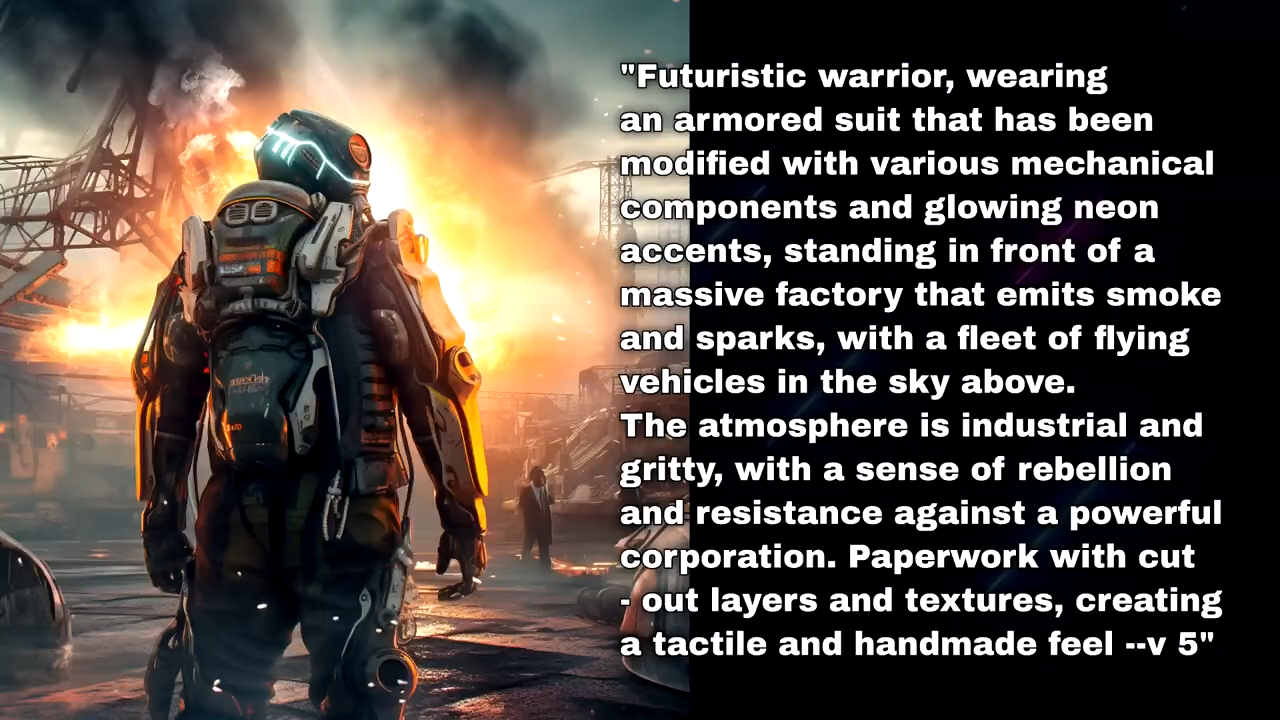 "Futuristic warrior, wearing
an armored suit that has been
modified with various mechanical
components and glowing neon
accents, standing in front of a
massive factory that emits smoke
and sparks, with a fleet of flying
vehicles in the sky above.
The atmosphere is industrial and
gritty, with a sense of rebellion
and resistance against a powerful
corporation. Paperwork with cut
- out layers and textures, creating
a tactile and handmade feel --v 5"